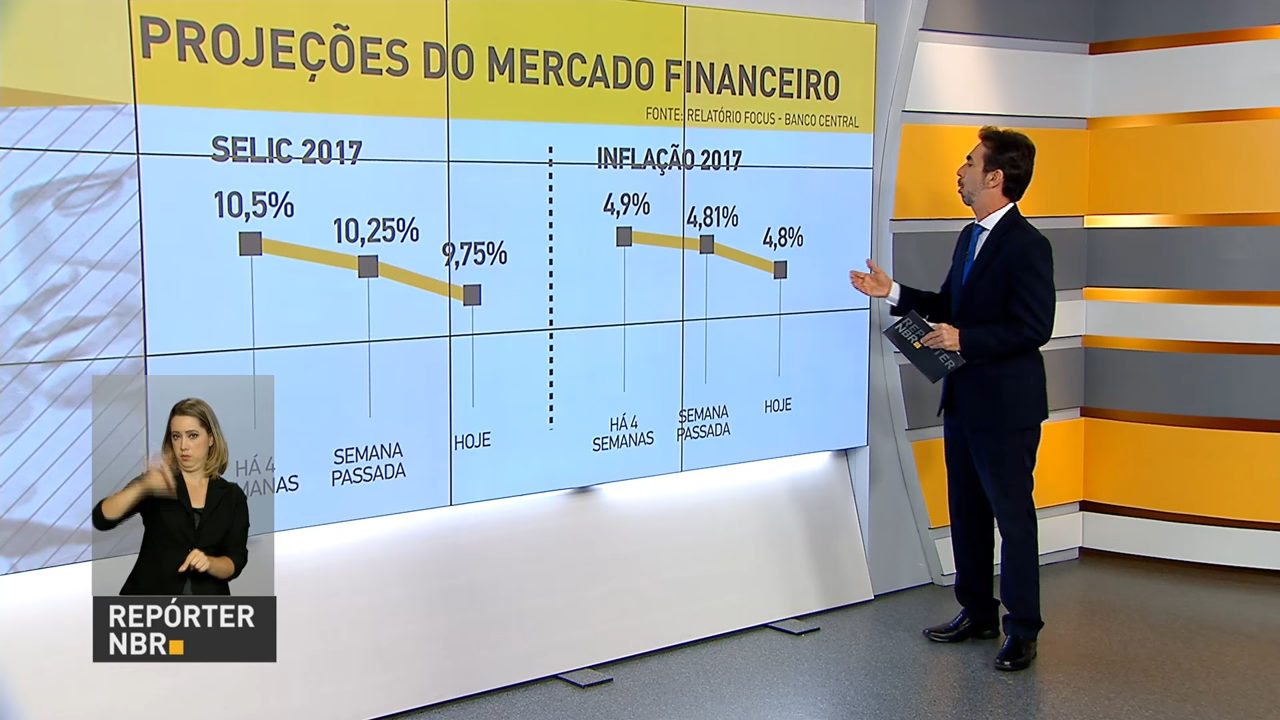 PROJEÇÕES DO MERCADO FINANCEIRO
FONTE: RELATÓRIO FOCUS - BANCO CENTRAL
SELIC 2017
10,5%
10,25%
9,75%
HÁ 4
SEMANAS
SEMANA
PASSADA
HOJE
INFLAÇÃO 2017
4,9%
4,81%
4,8%
HÁ 4
SEMANAS
SEMANA
PASSADA
HOJE
REPÓRTER
NBR
REPÓRTER
NBR